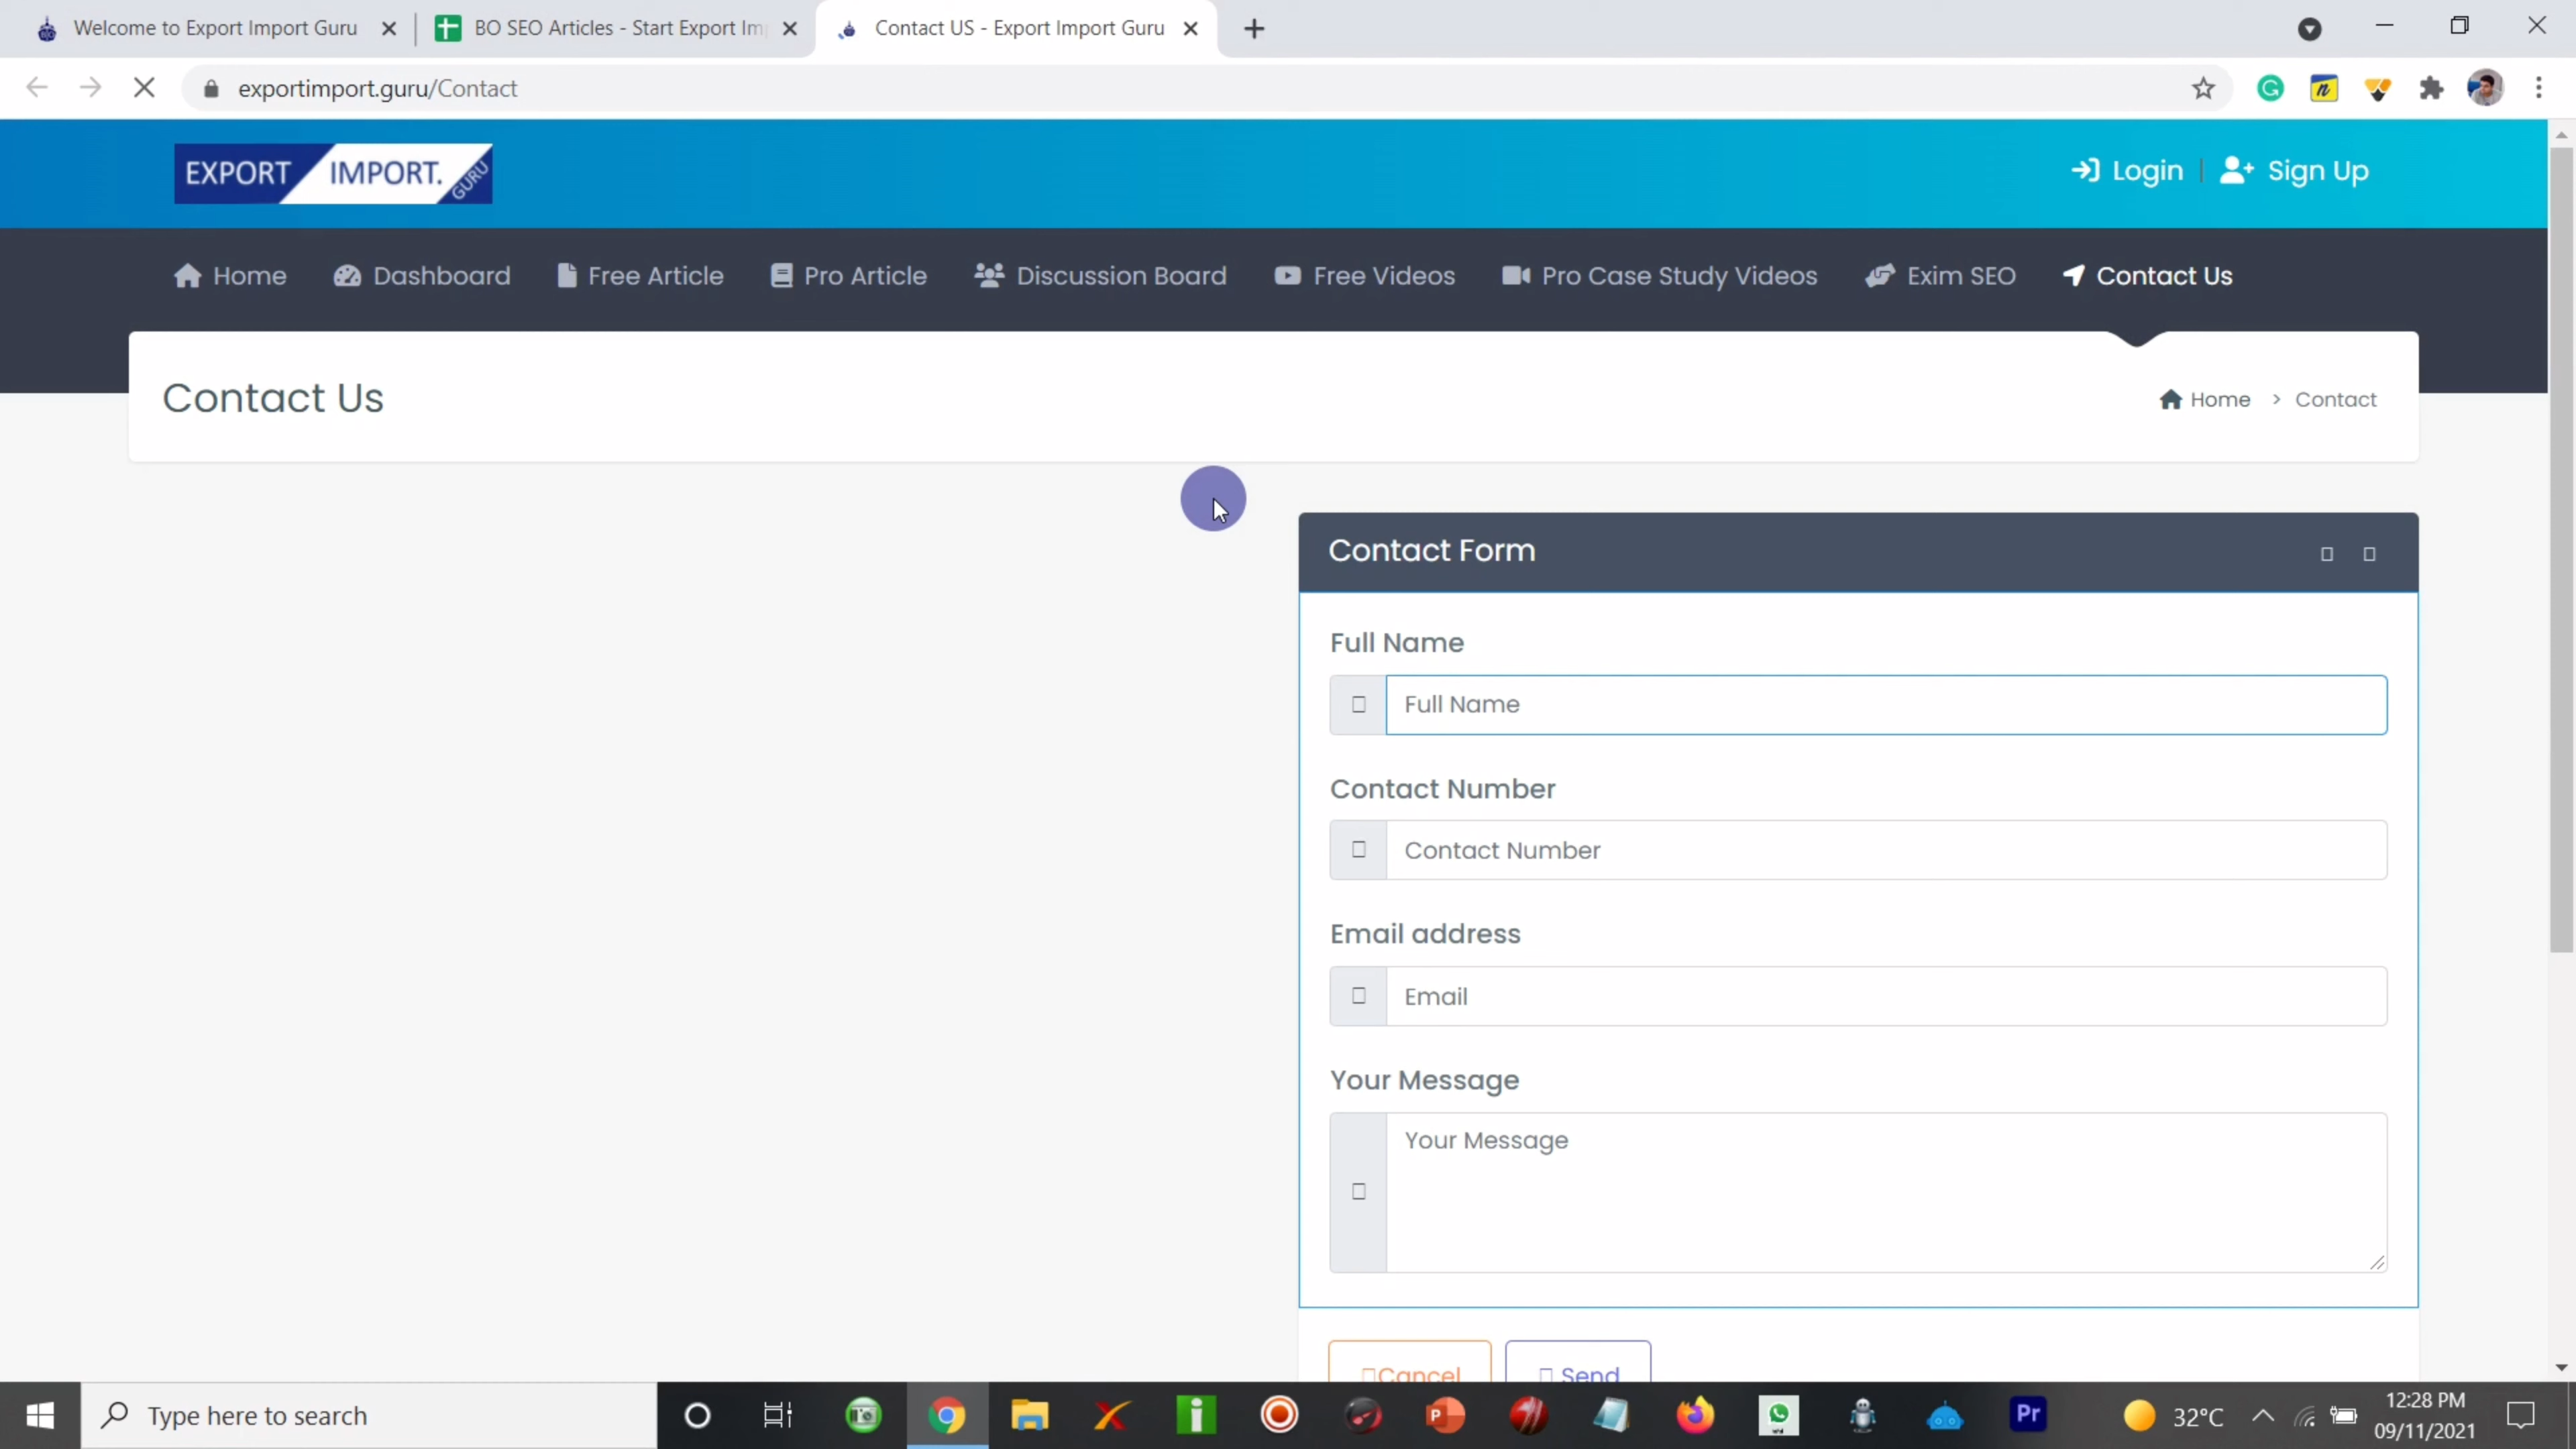 Welcome to Export Import Guru
BO SEO Articles - Start Export Im
Contact US - Export Import Guru
exportimport.guru/Contact
EXPORT IMPORT. GURU
Login | Sign Up
Home Dashboard Free Article Pro Article Discussion Board Free Videos Pro Case Study Videos Exim SEO Contact Us
Contact Us
Home > Contact
Contact Form
Full Name
Full Name
Contact Number
Contact Number
Email address
Email
Your Message
Your Message
Cancel Send
Type here to search
32°C
12:28 PM
09/11/2021